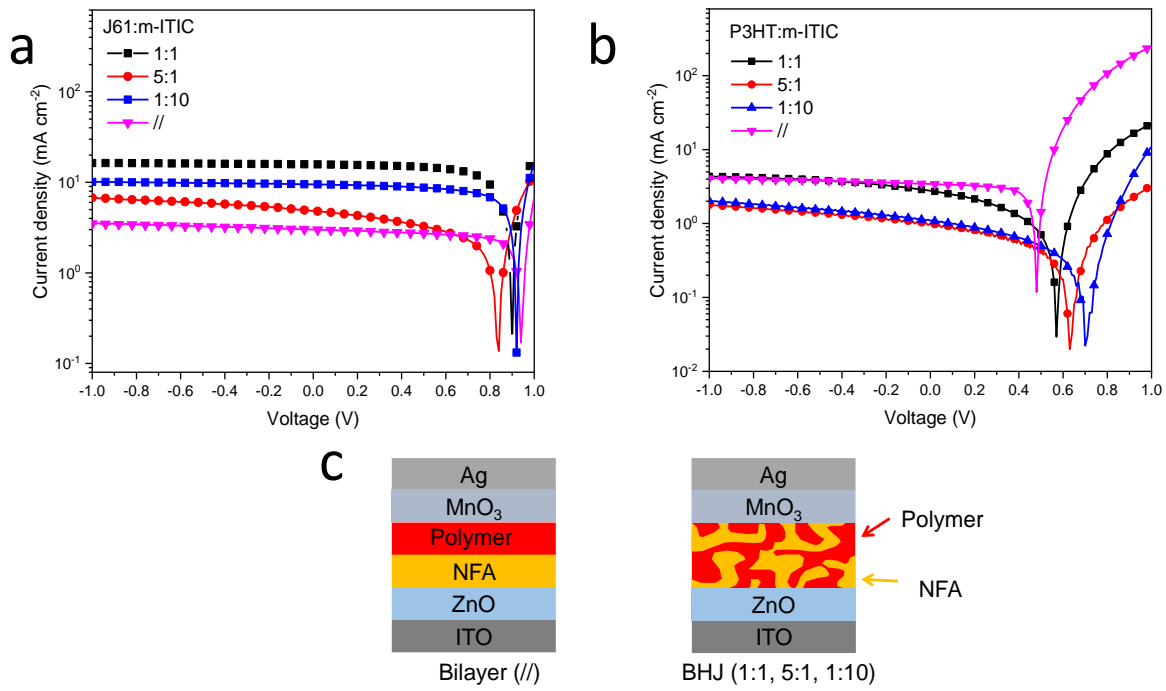 a
J61:m-ITIC
1:1
5:1
1:10
//
10²
10¹
10⁰
10⁻¹
Current density (mA cm⁻²)
-1.0 -0.8 -0.6 -0.4 -0.2 0.0 0.2 0.4 0.6 0.8 1.0
Voltage (V)
b
P3HT:m-ITIC
1:1
5:1
1:10
//
10²
10¹
10⁰
10⁻¹
10⁻²
Current density (mA cm⁻²)
-1.0 -0.8 -0.6 -0.4 -0.2 0.0 0.2 0.4 0.6 0.8 1.0
Voltage (V)
c
Ag
MnO₃
Polymer
NFA
ZnO
ITO
Bilayer (//)
Ag
MnO₃
ZnO
ITO
BHJ (1:1, 5:1, 1:10)
Polymer
NFA